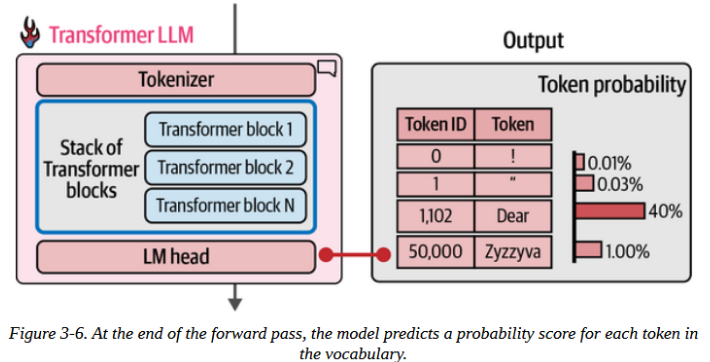 Transformer LLM
Tokenizer
Stack of
Transformer
blocks
Transformer block 1
Transformer block 2
Transformer block N
LM head
Output
Token probability
Token ID Token
0 ! 0.01%
1 “ 0.03%
1,102 Dear 40%
50,000 Zyzzyva 1.00%
Figure 3-6. At the end of the forward pass, the model predicts a probability score for each token in
the vocabulary.